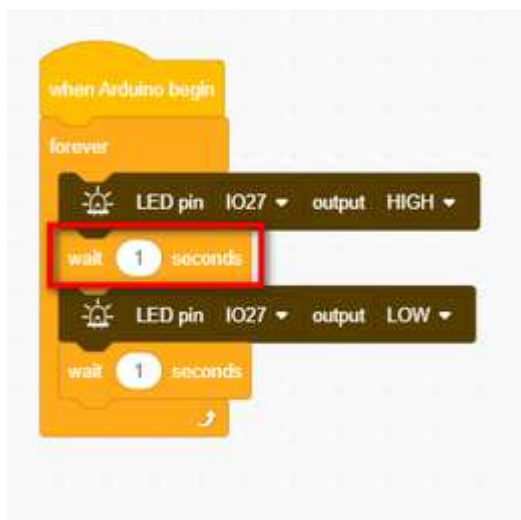 when Arduino begin
forever
LED pin IO27 output HIGH
wait 1 seconds
LED pin IO27 output LOW
wait 1 seconds